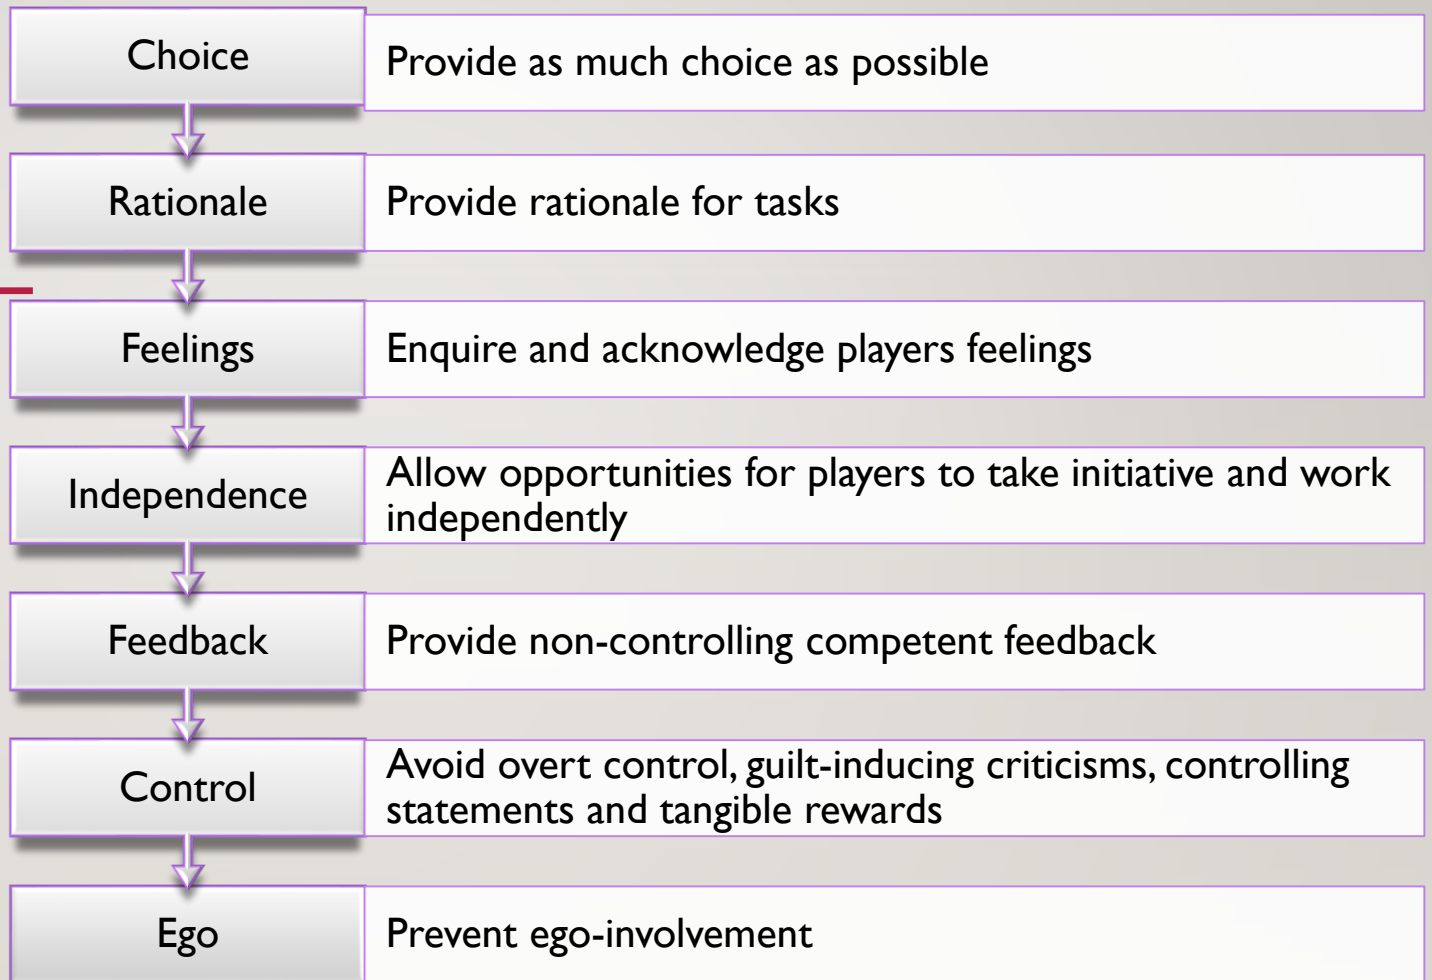 Choice
Provide as much choice as possible
Rationale
Provide rationale for tasks
Feelings
Enquire and acknowledge players feelings
Independence
Allow opportunities for players to take initiative and work
independently
Feedback
Provide non-controlling competent feedback
Control
Avoid overt control, guilt-inducing criticisms, controlling
statements and tangible rewards
Ego
Prevent ego-involvement